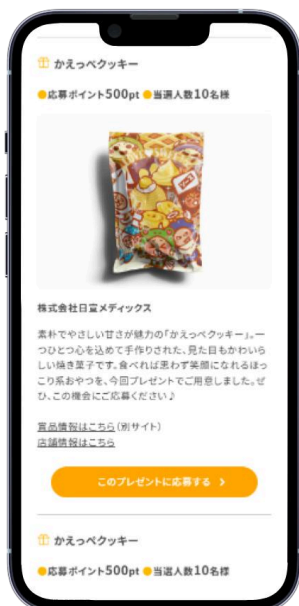 かえっぺクッキー
●応募ポイント500pt ●当選人数10名様
株式会社日宣メディックス
素朴でやさしい甘さが魅力の「かえっぺクッキー」。一
つひとつ心を込めて手作りされた、見た目もかわいら
しい焼き菓子です。食べれば思わず笑顔になれるほっ
こり系おやつを、今回プレゼントでご用意しました。ぜ
ひ、この機会にご応募ください♪
賞品情報はこちら(別サイト)
店舗情報はこちら
このプレゼントに応募する >
かえっぺクッキー
●応募ポイント500pt ●当選人数10名様